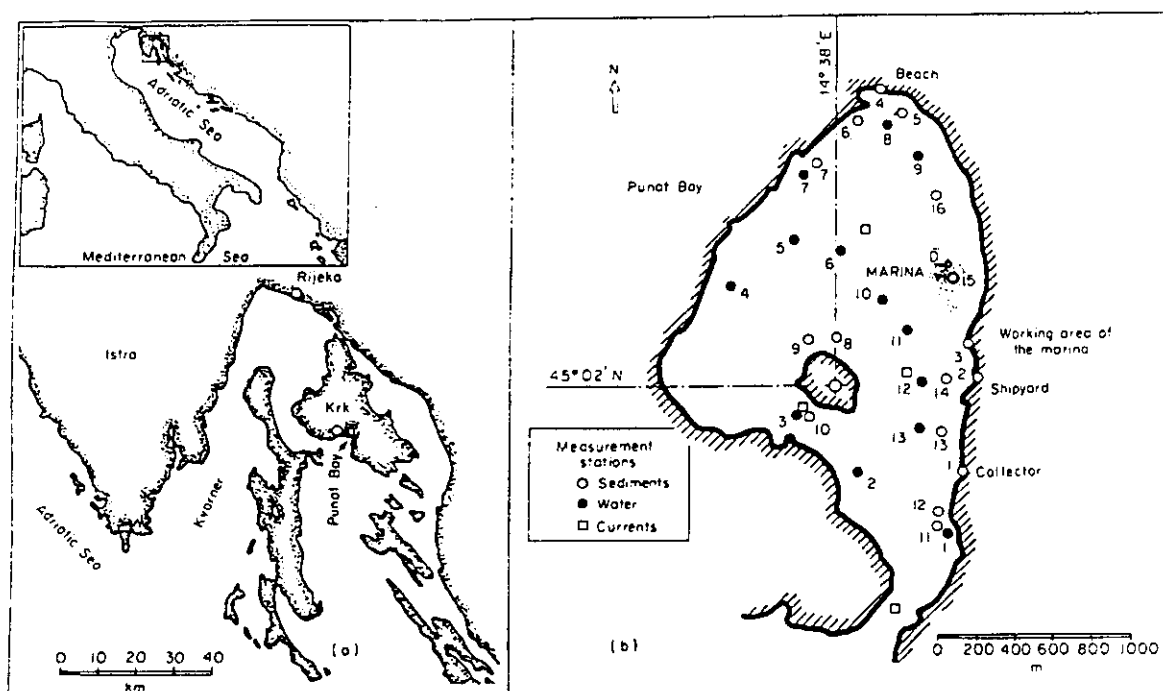 Adriatic Sea
Mediterranean Sea
Rijeka
Istra
Krk
Punat Bay
Kvarner
Adriatic Sea
0 10 20 30 40
km
(a)
N
14° 38' E
Beach
4
5
6
8
7
7
9
Punat Bay
16
5
6
4
MARINA
15
10
11
Working area of
the marina
3
9
8
2
Shipyard
45° 02' N
12
14
3
10
13
13
Measurement
stations
Sediments
Water
Currents
1
Collector
2
12
11
1
(b)
0 200 400 600 800 1000
m